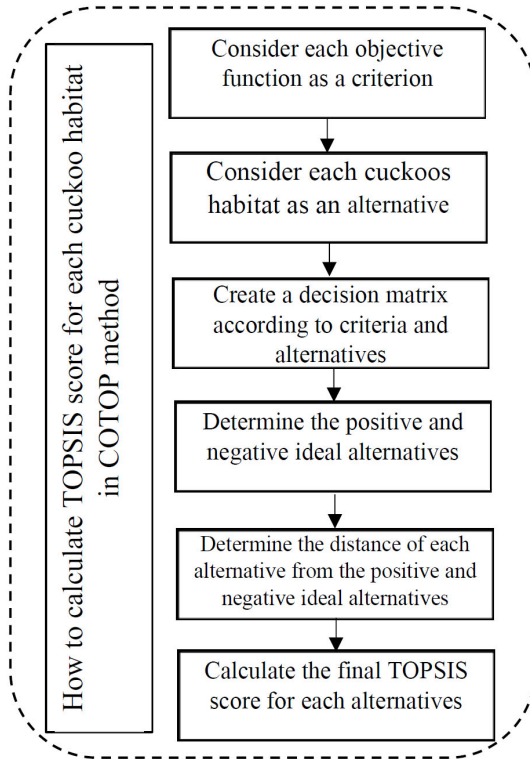 How to calculate TOPSIS score for each cuckoo habitat
in COTOP method
Consider each objective
function as a criterion
Consider each cuckoos
habitat as an alternative
Create a decision matrix
according to criteria and
alternatives
Determine the positive and
negative ideal alternatives
Determine the distance of each
alternative from the positive and
negative ideal alternatives
Calculate the final TOPSIS
score for each alternatives